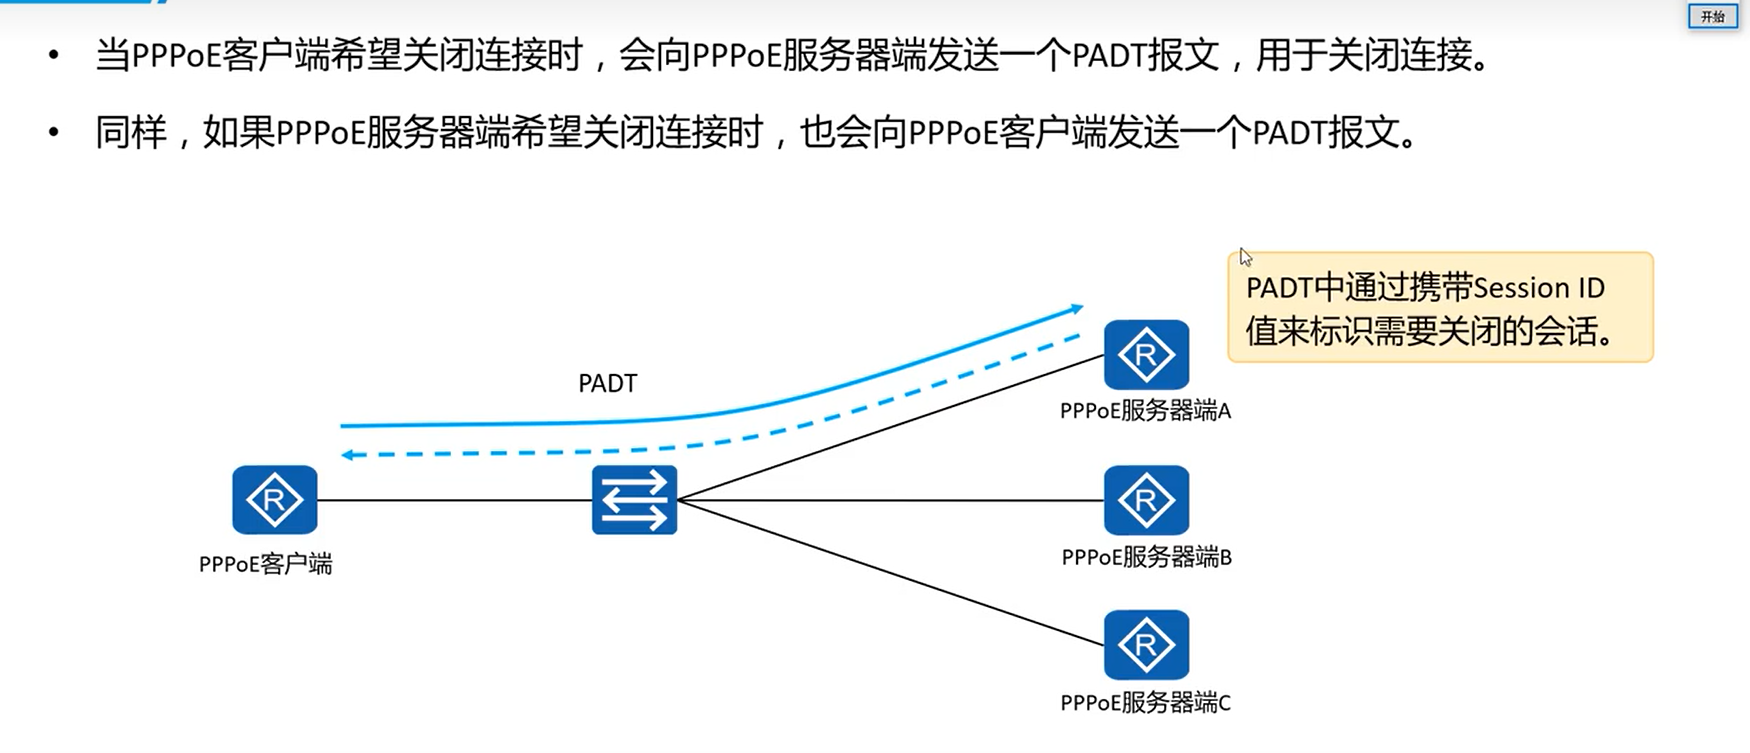 开始
• 当PPPoE客户端希望关闭连接时，会向PPPoE服务器端发送一个PADT报文，用于关闭连接。
• 同样，如果PPPoE服务器端希望关闭连接时，也会向PPPoE客户端发送一个PADT报文。
PADT中通过携带Session ID
值来标识需要关闭的会话。
PADT
R
PPPoE服务器端A
R
PPPoE客户端
R
PPPoE服务器端B
R
PPPoE服务器端C